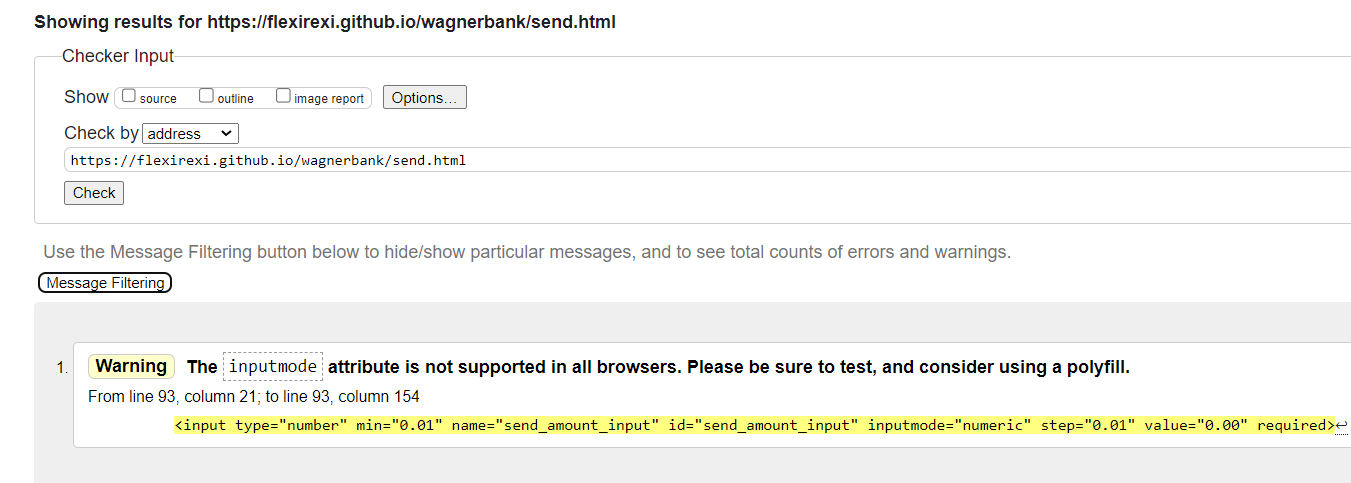 Showing results for https://flexirexi.github.io/wagnerbank/send.html
Checker Input
Show source outline image report Options...
Check by address
https://flexirexi.github.io/wagnerbank/send.html
Check
Use the Message Filtering button below to hide/show particular messages, and to see total counts of errors and warnings.
Message Filtering
1. Warning The inputmode attribute is not supported in all browsers. Please be sure to test, and consider using a polyfill.
From line 93, column 21; to line 93, column 154
<input type="number" min="0.01" name="send_amount_input" id="send_amount_input" inputmode="numeric" step="0.01" value="0.00" required>↩